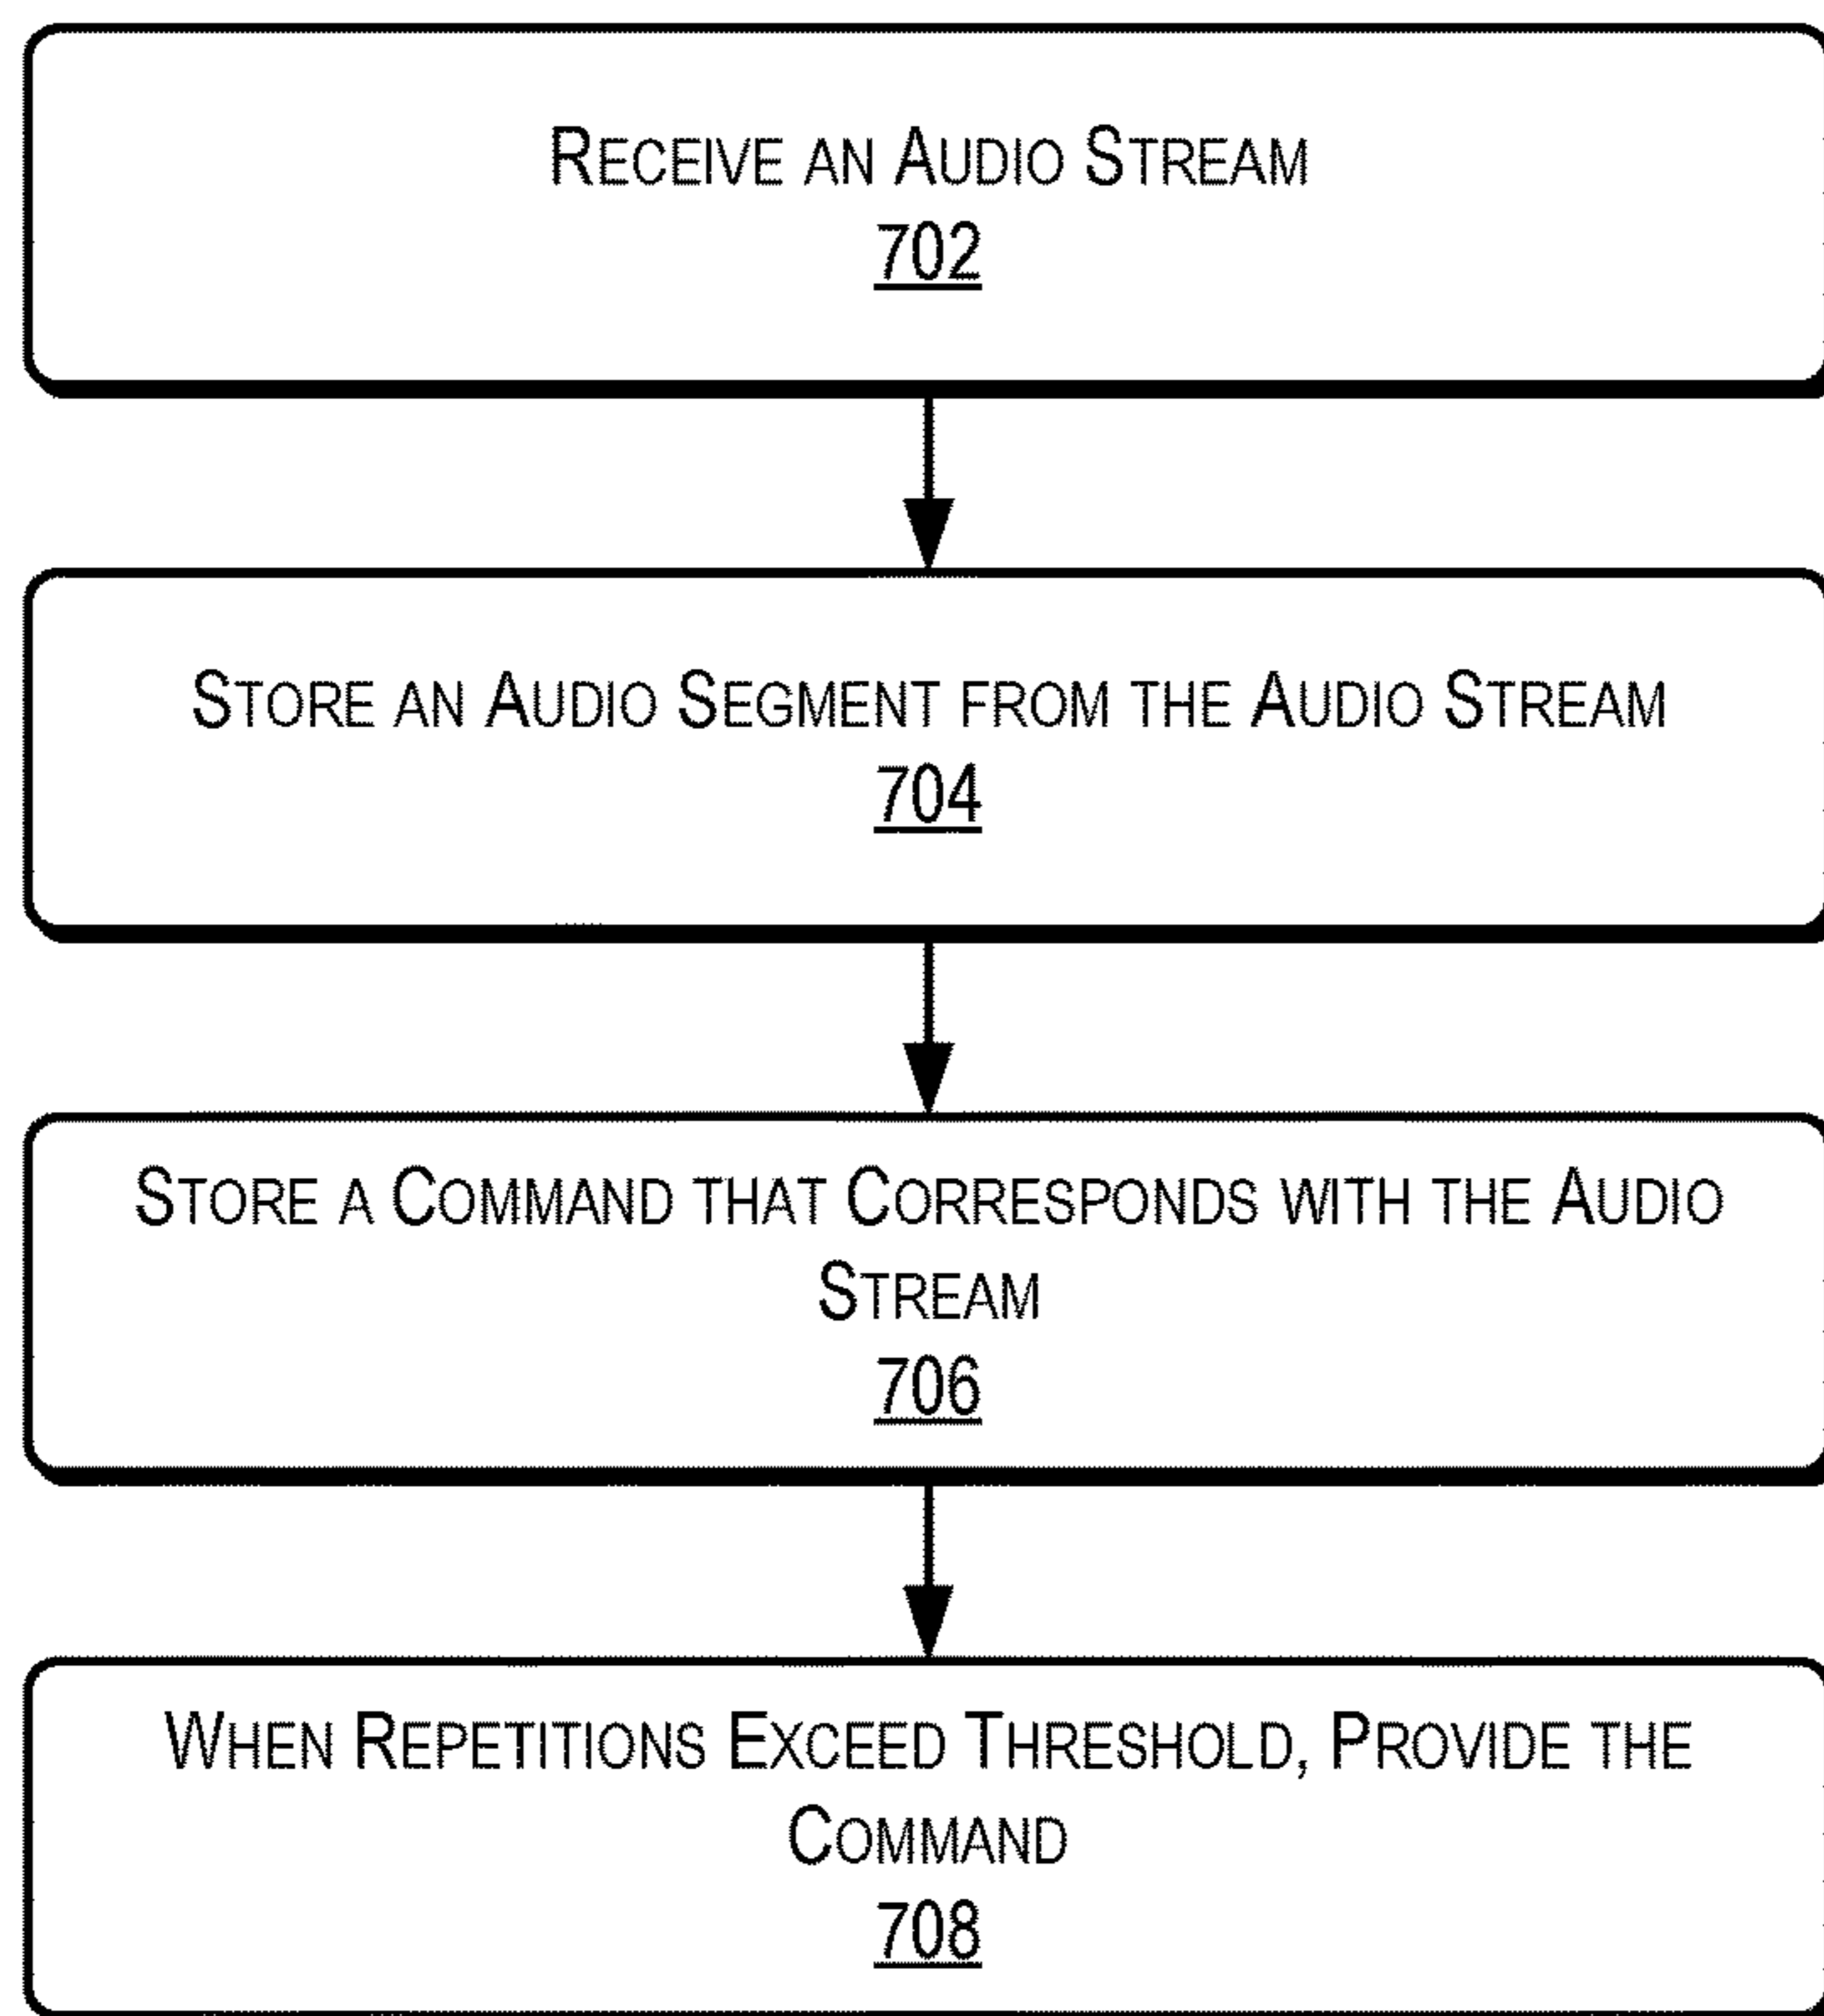 Receive an Audio Stream
702
Store an Audio Segment from the Audio Stream
704
Store a Command that Corresponds with the Audio
Stream
706
When Repetitions Exceed Threshold, Provide the
Command
708